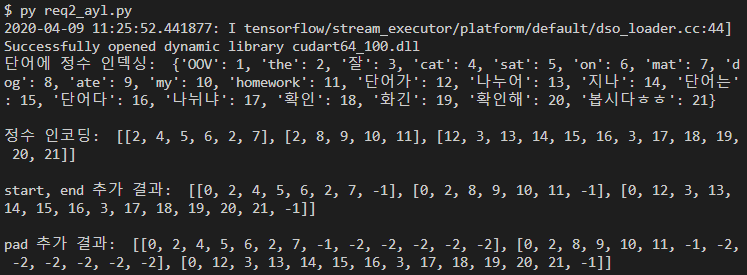 $ py req2_ayl.py
2020-04-09 11:25:52.441877: I tensorflow/stream_executor/platform/default/dso_loader.cc:44]
Successfully opened dynamic library cudart64_100.dll
단어에 정수 인덱싱:  {'OOV': 1, 'the': 2, '잘': 3, 'cat': 4, 'sat': 5, 'on': 6, 'mat': 7, 'd
og': 8, 'ate': 9, 'my': 10, 'homework': 11, '단어가': 12, '나누어': 13, '지나': 14, '단어는'
: 15, '단어다': 16, '나뉘냐': 17, '확인': 18, '화긴': 19, '확인해': 20, '봅시다ㅎㅎ': 21}
정수 인코딩:  [[2, 4, 5, 6, 2, 7], [2, 8, 9, 10, 11], [12, 3, 13, 14, 15, 16, 3, 17, 18, 19,
20, 21]]
start, end 추가 결과:  [[0, 2, 4, 5, 6, 2, 7, -1], [0, 2, 8, 9, 10, 11, -1], [0, 12, 3, 13,
14, 15, 16, 3, 17, 18, 19, 20, 21, -1]]
pad 추가 결과:  [[0, 2, 4, 5, 6, 2, 7, -1, -2, -2, -2, -2, -2, -2], [0, 2, 8, 9, 10, 11, -1, -2,
-2, -2, -2, -2, -2, -2], [0, 12, 3, 13, 14, 15, 16, 3, 17, 18, 19, 20, 21, -1]]